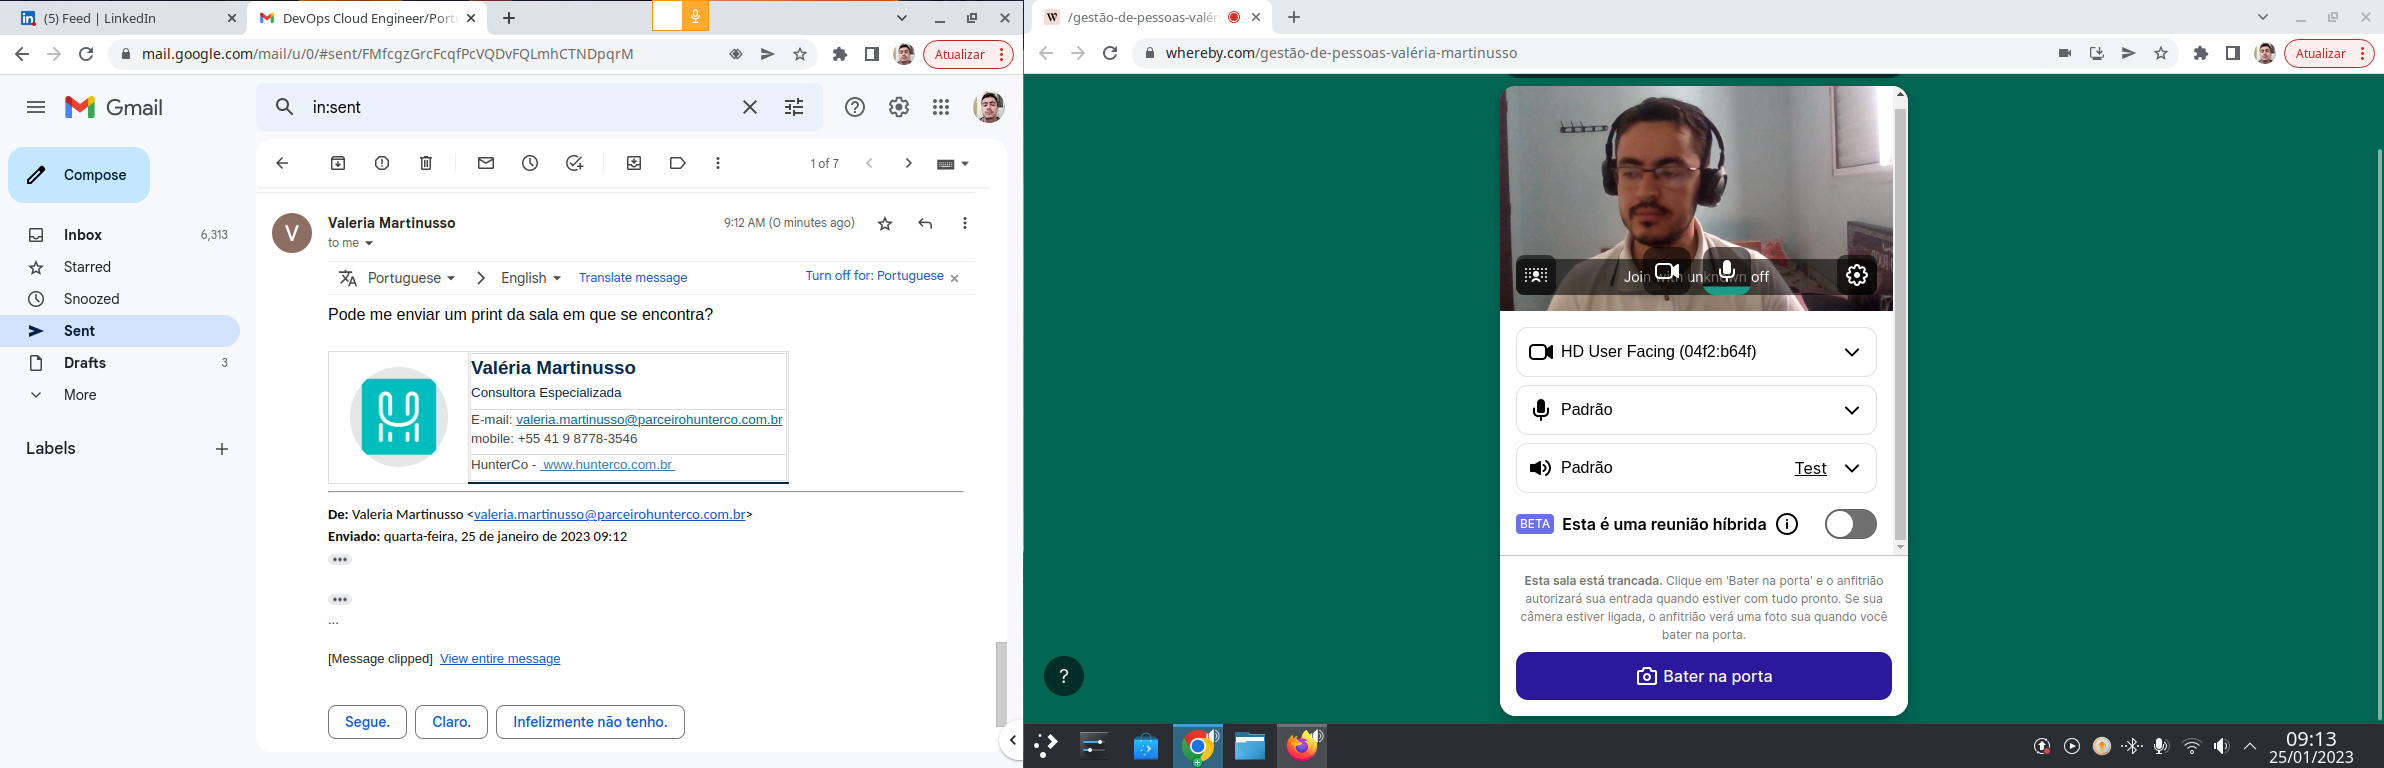 (5) Feed | LinkedIn
DevOps Cloud Engineer/Port
mail.google.com/mail/u/0/#sent/FMfcgzGrcFcqfPcVQDvFQLmhCTNDpqrM
Atualizar
Gmail
in:sent
Compose
1 of 7
Inbox 6,313
Starred
Snoozed
Sent
Drafts 3
More
Labels
V
Valeria Martinusso
9:12 AM (0 minutes ago)
to me
Portuguese
English
Translate message
Turn off for: Portuguese
Pode me enviar um print da sala em que se encontra?
Valéria Martinusso
Consultora Especializada
E-mail: valeria.martinusso@parceirohunterco.com.br
mobile: +55 41 9 8778-3546
HunterCo - www.hunterco.com.br
De: Valeria Martinusso <valeria.martinusso@parceirohunterco.com.br>
Enviado: quarta-feira, 25 de janeiro de 2023 09:12
...
[Message clipped] View entire message
Segue.
Claro.
Infelizmente não tenho.
/gestão-de-pessoas-valér
whereby.com/gestão-de-pessoas-valéria-martinusso
Atualizar
Join with unknown off
HD User Facing (04f2:b64f)
Padrão
Padrão Test
BETA Esta é uma reunião híbrida
Esta sala está trancada. Clique em 'Bater na porta' e o anfitrião
autorizará sua entrada quando estiver com tudo pronto. Se sua
câmera estiver ligada, o anfitrião verá uma foto sua quando você
bater na porta.
Bater na porta
?
09:13
25/01/2023